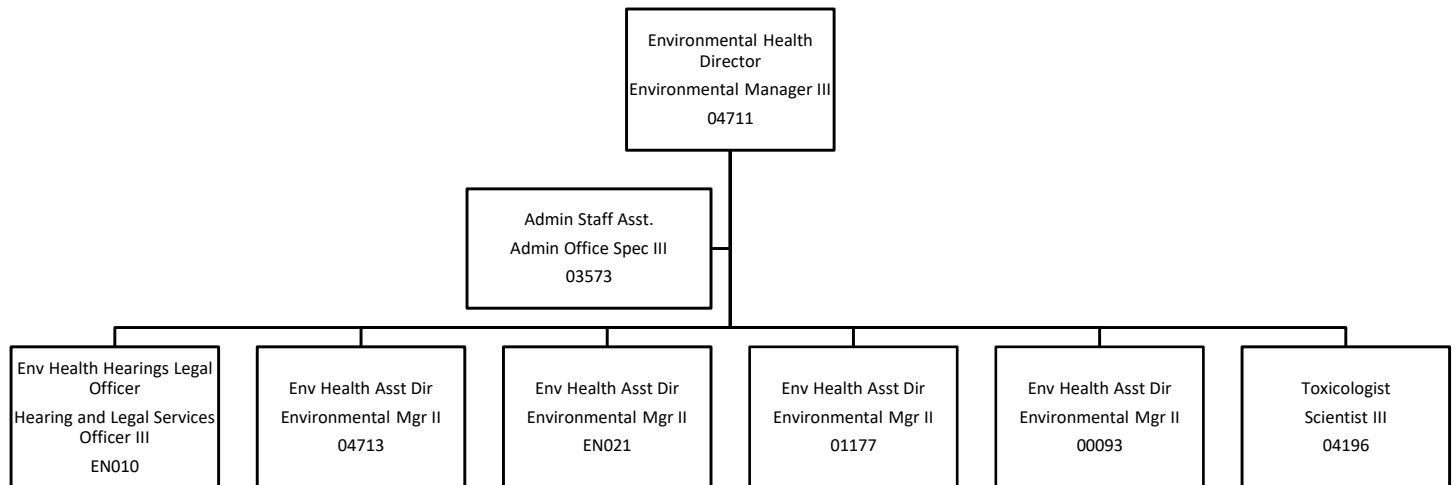 Environmental Health
Director
Environmental Manager III
04711
Admin Staff Asst.
Admin Office Spec III
03573
Env Health Hearings Legal
Officer
Hearing and Legal Services
Officer III
EN010
Env Health Asst Dir
Environmental Mgr II
04713
Env Health Asst Dir
Environmental Mgr II
EN021
Env Health Asst Dir
Environmental Mgr II
01177
Env Health Asst Dir
Environmental Mgr II
00093
Toxicologist
Scientist III
04196